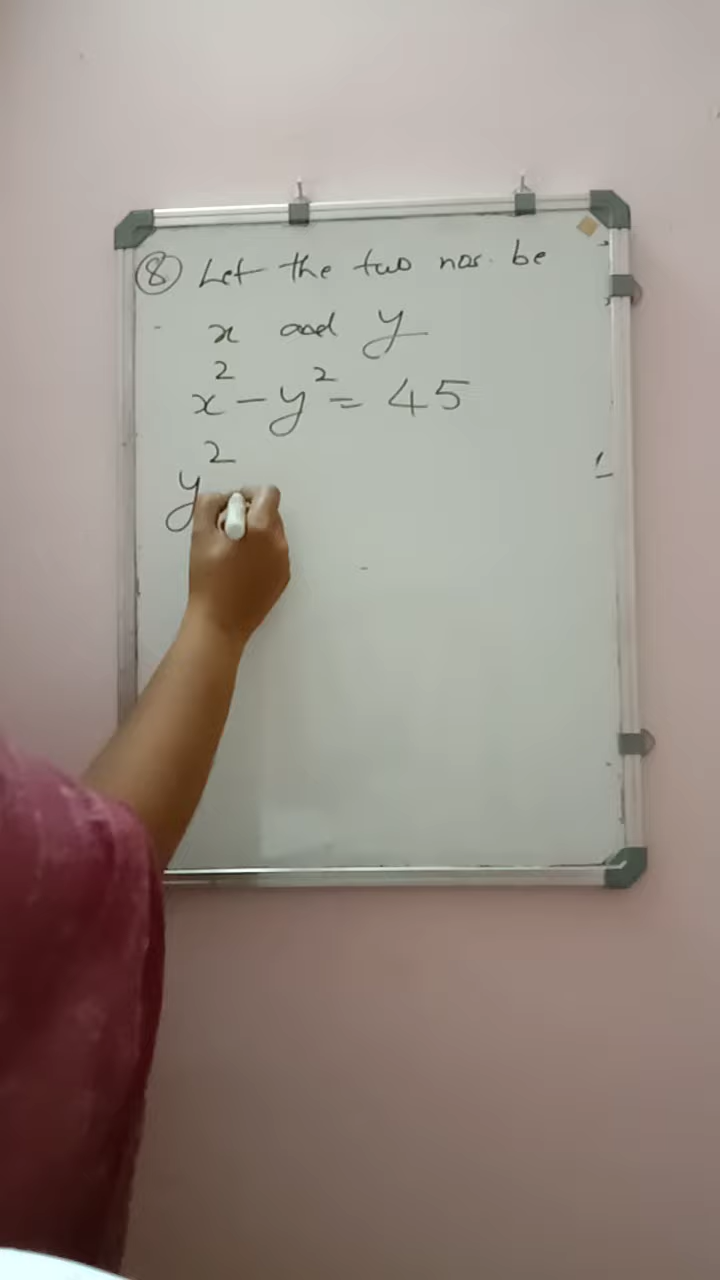 ⑧ Let the two nos. be
x and y
x² - y² = 45
y²